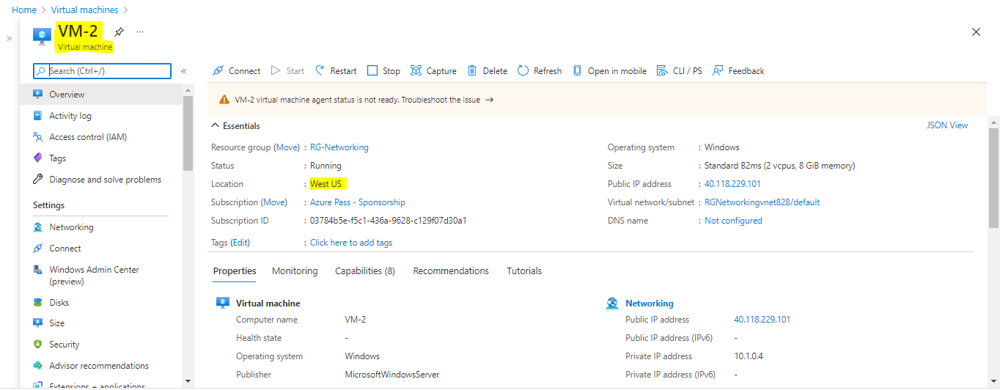 Home > Virtual machines >
»
VM-2 ...
Virtual machine
Search (Ctrl+/) «
Overview
Activity log
Access control (IAM)
Tags
Diagnose and solve problems
Settings
Networking
Connect
Windows Admin Center
(preview)
Disks
Size
Security
Advisor recommendations
Extensions + applications
Connect Start Restart Stop Capture Delete Refresh Open in mobile CLI / PS Feedback
VM-2 virtual machine agent status is not ready. Troubleshoot the issue →
Essentials JSON View
Resource group (Move) : RG-Networking
Status : Running
Location : West US
Subscription (Move) : Azure Pass - Sponsorship
Subscription ID : 03784b5e-f5c1-436a-9628-c129f07d30a1
Tags (Edit) : Click here to add tags
Operating system : Windows
Size : Standard B2ms (2 vcpus, 8 GiB memory)
Public IP address : 40.118.229.101
Virtual network/subnet : RGNetworkingvnet828/default
DNS name : Not configured
Properties Monitoring Capabilities (8) Recommendations Tutorials
Virtual machine
Computer name VM-2
Health state -
Operating system Windows
Publisher MicrosoftWindowsServer
Networking
Public IP address 40.118.229.101
Public IP address (IPv6) -
Private IP address 10.1.0.4
Private IP address (IPv6) -